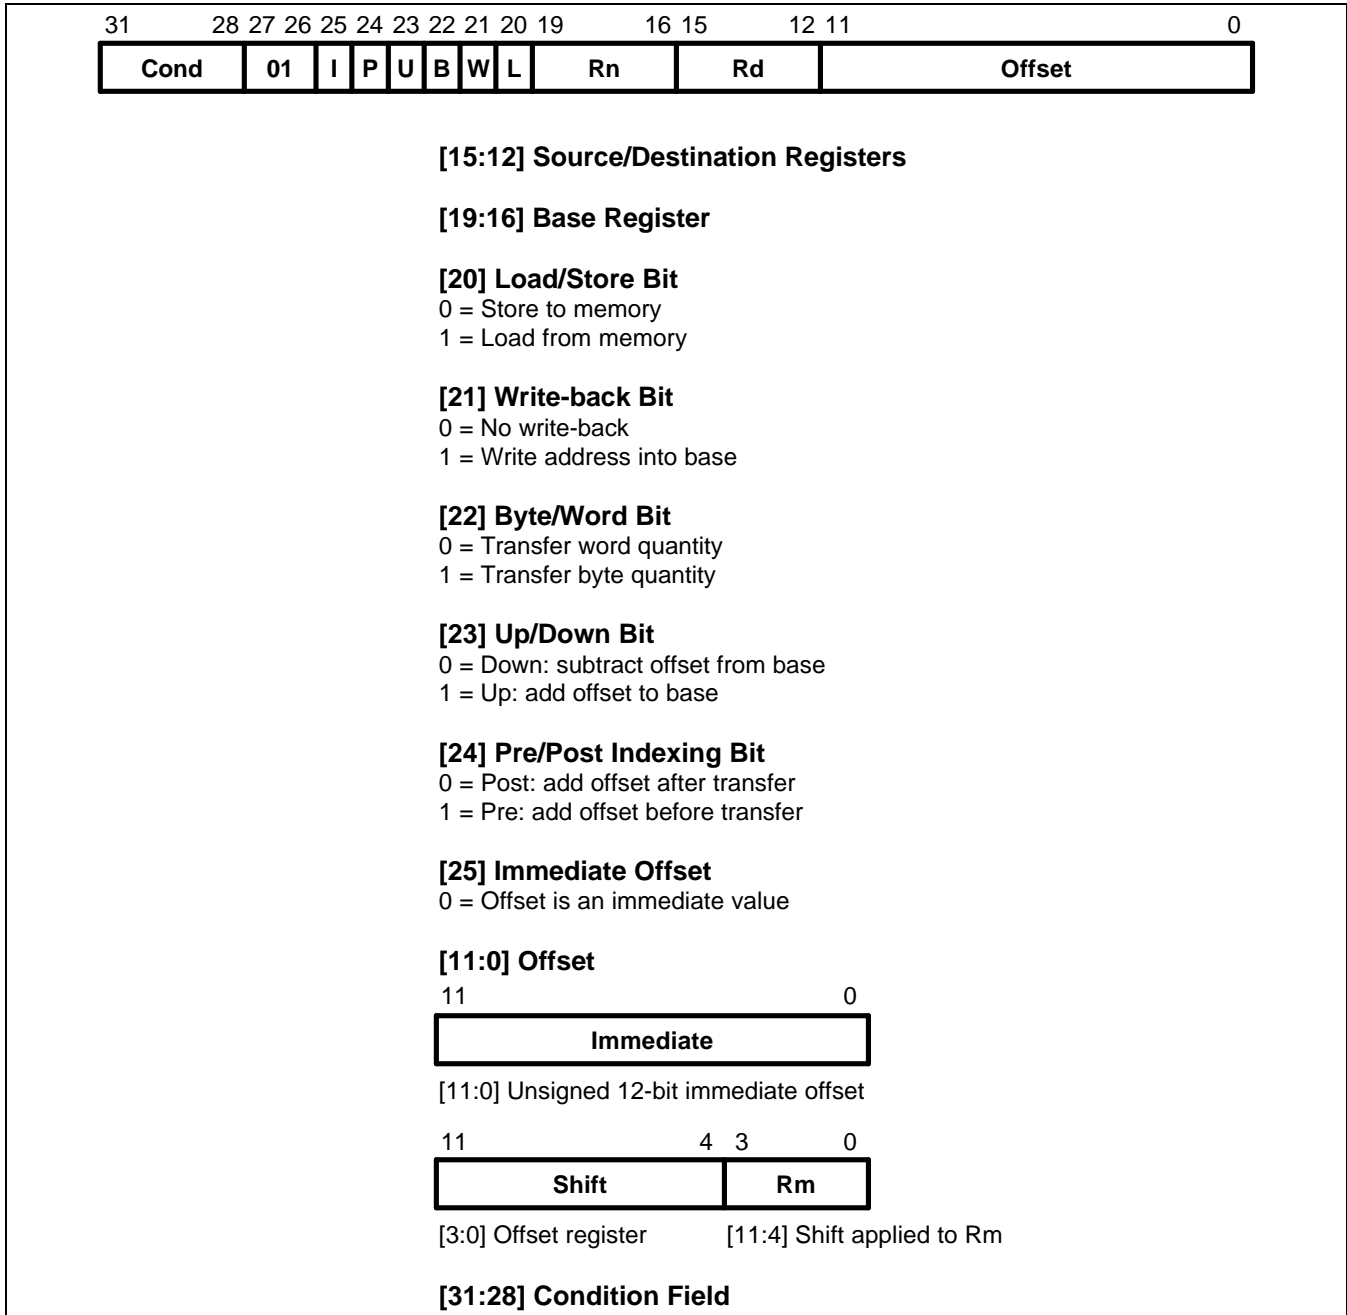 31 28 27 26 25 24 23 22 21 20 19 16 15 12 11 0
Cond 01 I P U B W L Rn Rd Offset
[15:12] Source/Destination Registers
[19:16] Base Register
[20] Load/Store Bit
0 = Store to memory
1 = Load from memory
[21] Write-back Bit
0 = No write-back
1 = Write address into base
[22] Byte/Word Bit
0 = Transfer word quantity
1 = Transfer byte quantity
[23] Up/Down Bit
0 = Down: subtract offset from base
1 = Up: add offset to base
[24] Pre/Post Indexing Bit
0 = Post: add offset after transfer
1 = Pre: add offset before transfer
[25] Immediate Offset
0 = Offset is an immediate value
[11:0] Offset
11 0
Immediate
[11:0] Unsigned 12-bit immediate offset
11 4 3 0
Shift Rm
[3:0] Offset register [11:4] Shift applied to Rm
[31:28] Condition Field